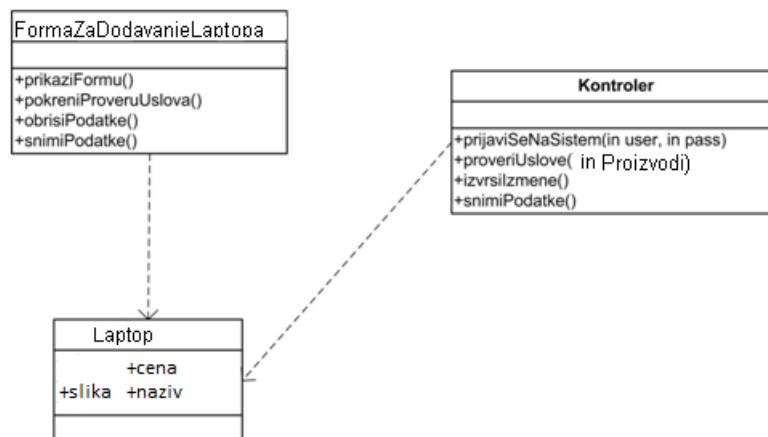 FormaZaDodavanjeLaptopa
+prikaziFormu()
+pokreniProveruUslova()
+obrisiPodatke()
+snimiPodatke()
Kontroler
+prijaviSeNaSistem(in user, in pass)
+proveriUslove( in Proizvodi)
+izvrsiIzmene()
+snimiPodatke()
Laptop
+cena
+slika +naziv